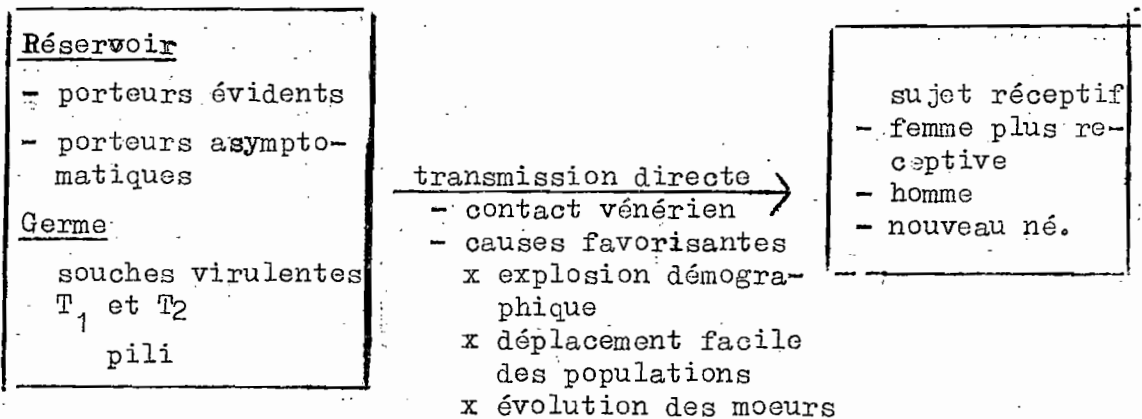 Réservoir
- porteurs évidents
- porteurs asympto-
matiques
Germe
souches virulentes
T1 et T2
pili
transmission directe
- contact vénérien
- causes favorisantes
x explosion démogra-
phique
x déplacement facile
des populations
x évolution des moeurs
sujet réceptif
- femme plus re-
ceptive
- homme
- nouveau né.